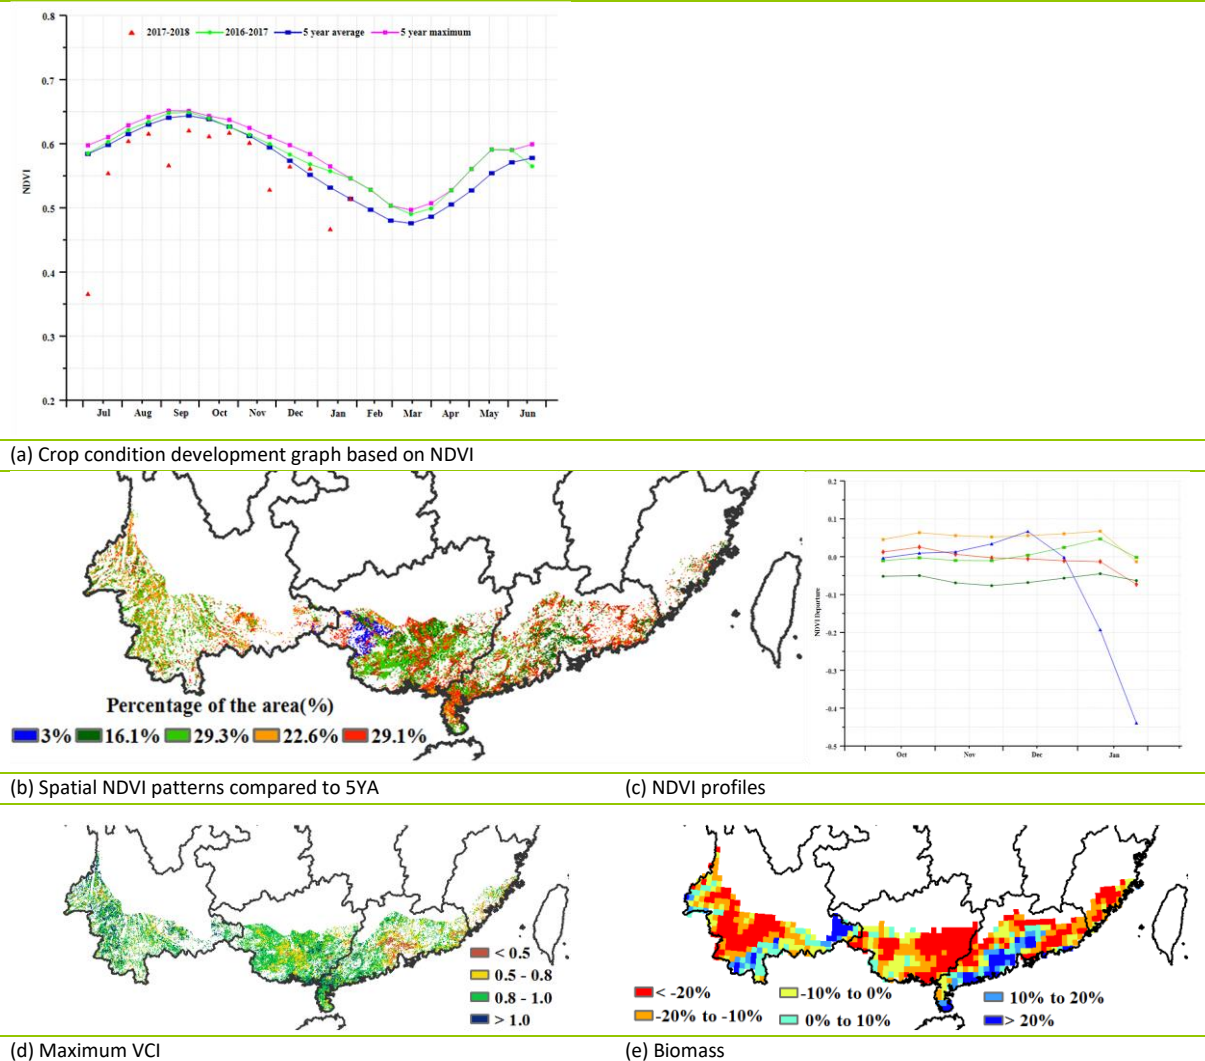 0.8
0.7
0.6
0.5
0.4
0.3
0.2
NDVI
2017-2018 2016-2017 5 year average 5 year maximum
Jul Aug Sep Oct Nov Dec Jan Feb Mar Apr May Jun
(a) Crop condition development graph based on NDVI
Percentage of the area(%)
3% 16.1% 29.3% 22.6% 29.1%
0.2
0.1
0.0
-0.1
-0.2
-0.3
-0.4
-0.5
NDVI Departure
Oct Nov Dec Jan
(b) Spatial NDVI patterns compared to 5YA (c) NDVI profiles
< 0.5
0.5 - 0.8
0.8 - 1.0
> 1.0
< -20% -10% to 0% 10% to 20%
-20% to -10% 0% to 10% > 20%
(d) Maximum VCI (e) Biomass